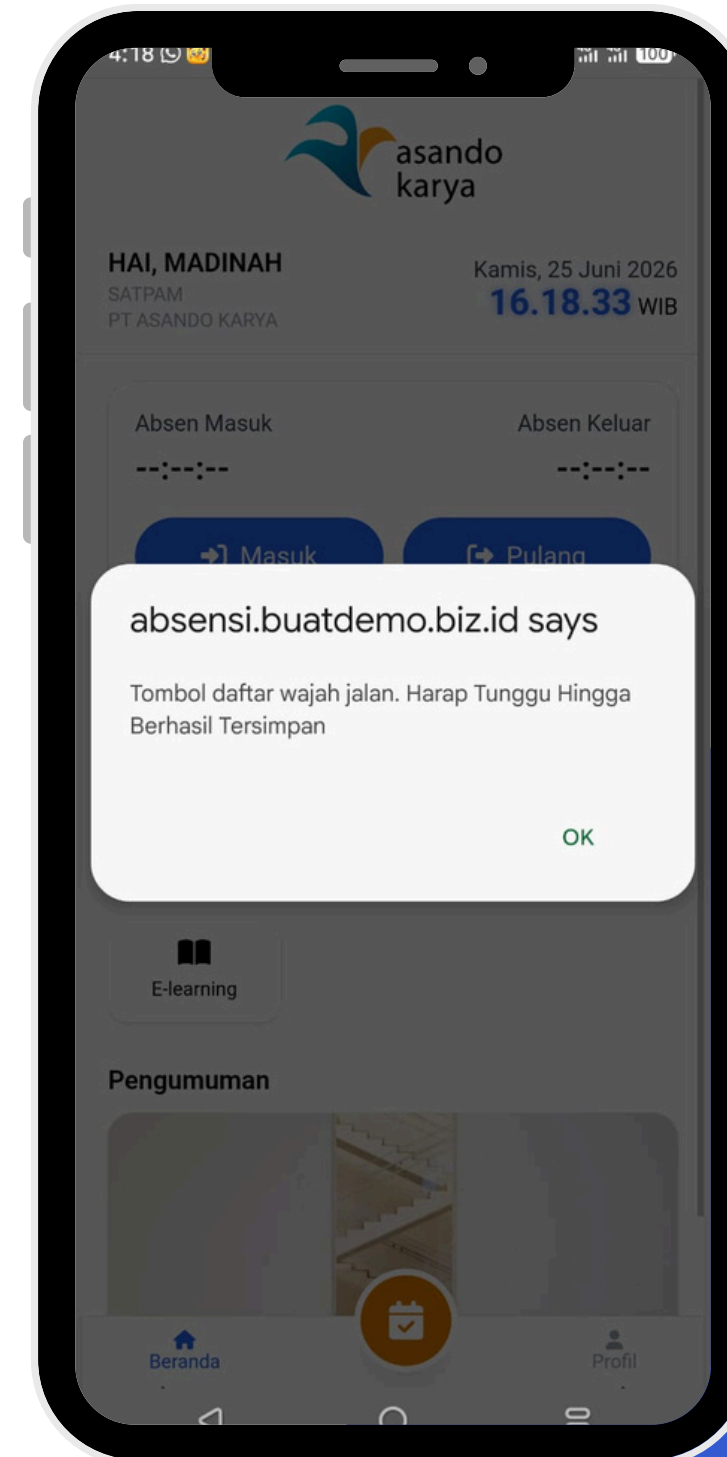 4:18
100
asando
karya
HAI, MADINAH
SATPAM
PT ASANDO KARYA
Kamis, 25 Juni 2026
16.18.33 WIB
Absen Masuk
Absen Keluar
--:--:--
--:--:--
Masuk
Pulang
absensi.buatdemo.biz.id says
Tombol daftar wajah jalan. Harap Tunggu Hingga
Berhasil Tersimpan
OK
E-learning
Pengumuman
Beranda
Profil